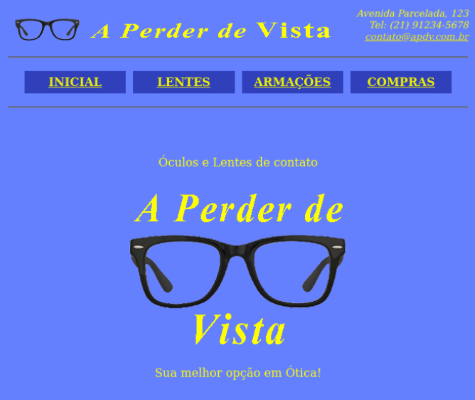 A Perder de Vista
Avenida Parcelada, 123
Tel: (21) 91234-5678
contato@apdv.com.br
INICIAL
LENTES
ARMAÇÕES
COMPRAS
Óculos e Lentes de contato
A Perder de
Vista
Sua melhor opção em Ótica!